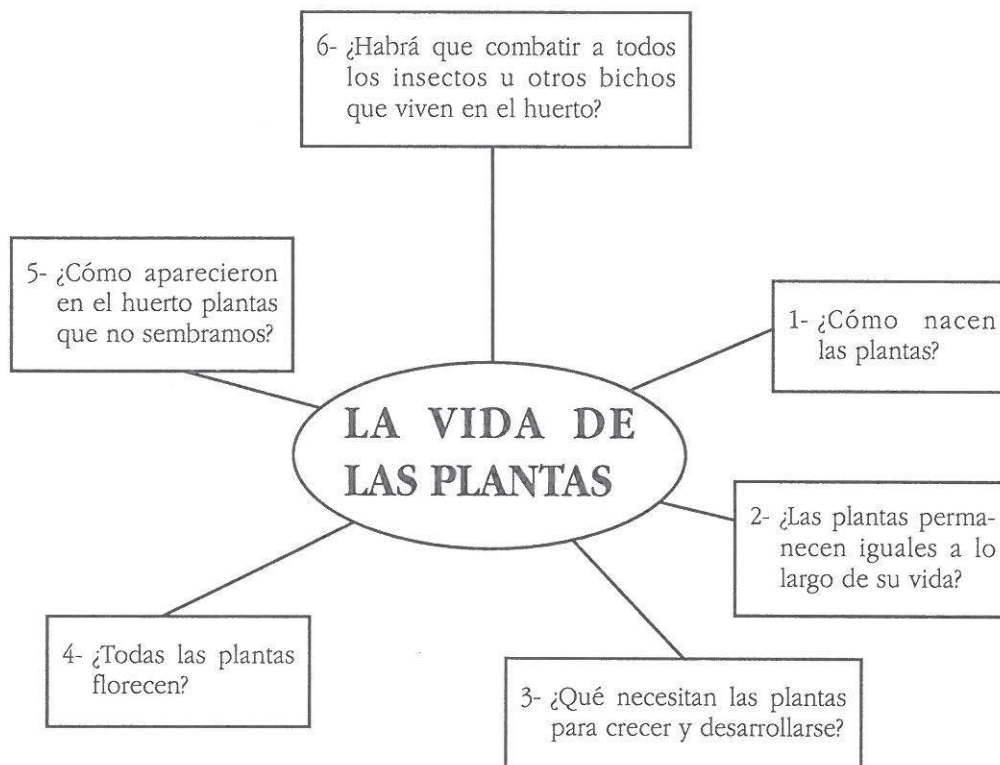 6- ¿Habrá que combatir a todos
los insectos u otros bichos
que viven en el huerto?
5- ¿Cómo aparecieron
en el huerto plantas
que no sembramos?
1- ¿Cómo nacen
las plantas?
LA VIDA DE
LAS PLANTAS
2- ¿Las plantas perma-
necen iguales a lo
largo de su vida?
4- ¿Todas las plantas
florecen?
3- ¿Qué necesitan las plantas
para crecer y desarrollarse?